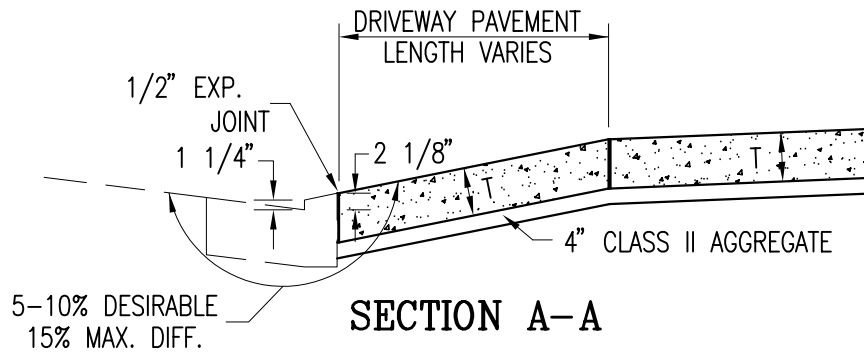 DRIVEWAY PAVEMENT
LENGTH VARIES
1/2" EXP.
JOINT
1 1/4"
2 1/8"
T
T
4" CLASS II AGGREGATE
5-10% DESIRABLE
15% MAX. DIFF.
SECTION A-A